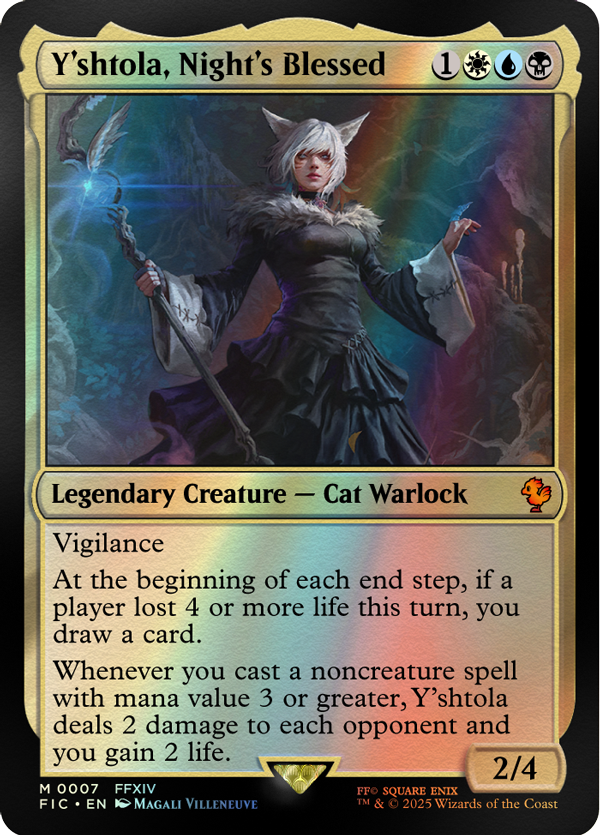 Y'shtola, Night's Blessed 1
Legendary Creature — Cat Warlock
Vigilance
At the beginning of each end step, if a
player lost 4 or more life this turn, you
draw a card.
Whenever you cast a noncreature spell
with mana value 3 or greater, Y'shtola
deals 2 damage to each opponent and
you gain 2 life.
2/4
M 0007 FFXIV
FIC • EN Magali Villeneuve
FF© SQUARE ENIX
™ & © 2025 Wizards of the Coast